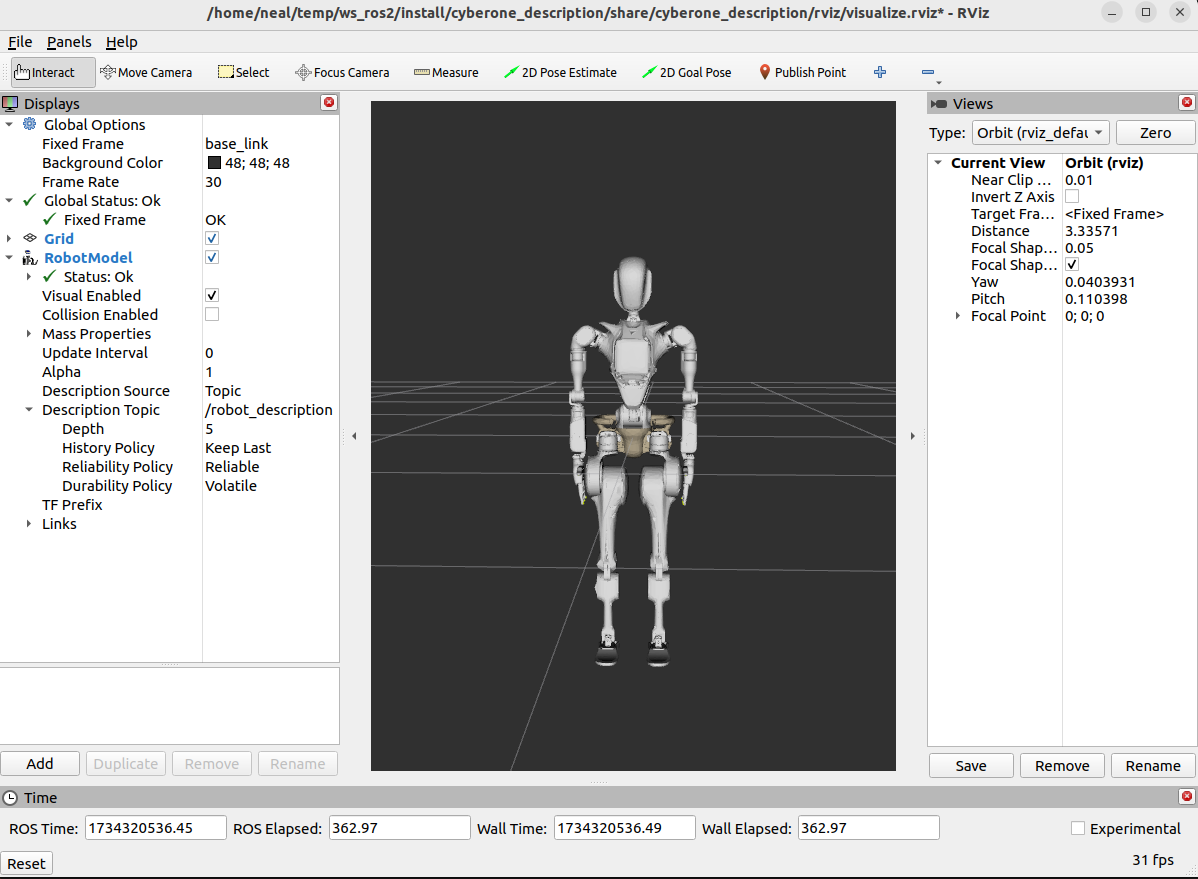 /home/neal/temp/ws_ros2/install/cyberone_description/share/cyberone_description/rviz/visualize.rviz* - RViz
File Panels Help
Interact Move Camera Select Focus Camera Measure 2D Pose Estimate 2D Goal Pose Publish Point
Displays
Global Options
Fixed Frame base_link
Background Color 48; 48; 48
Frame Rate 30
Global Status: Ok
Fixed Frame OK
Grid
RobotModel
Status: Ok
Visual Enabled
Collision Enabled
Mass Properties
Update Interval 0
Alpha 1
Description Source Topic
Description Topic /robot_description
Depth 5
History Policy Keep Last
Reliability Policy Reliable
Durability Policy Volatile
TF Prefix
Links
Add Duplicate Remove Rename
Views
Type: Orbit (rviz_defau Zero
Current View Orbit (rviz)
Near Clip ... 0.01
Invert Z Axis
Target Fra... <Fixed Frame>
Distance 3.33571
Focal Shap... 0.05
Focal Shap...
Yaw 0.0403931
Pitch 0.110398
Focal Point 0; 0; 0
Save Remove Rename
Time
ROS Time: 1734320536.45 ROS Elapsed: 362.97 Wall Time: 1734320536.49 Wall Elapsed: 362.97 Experimental
Reset 31 fps